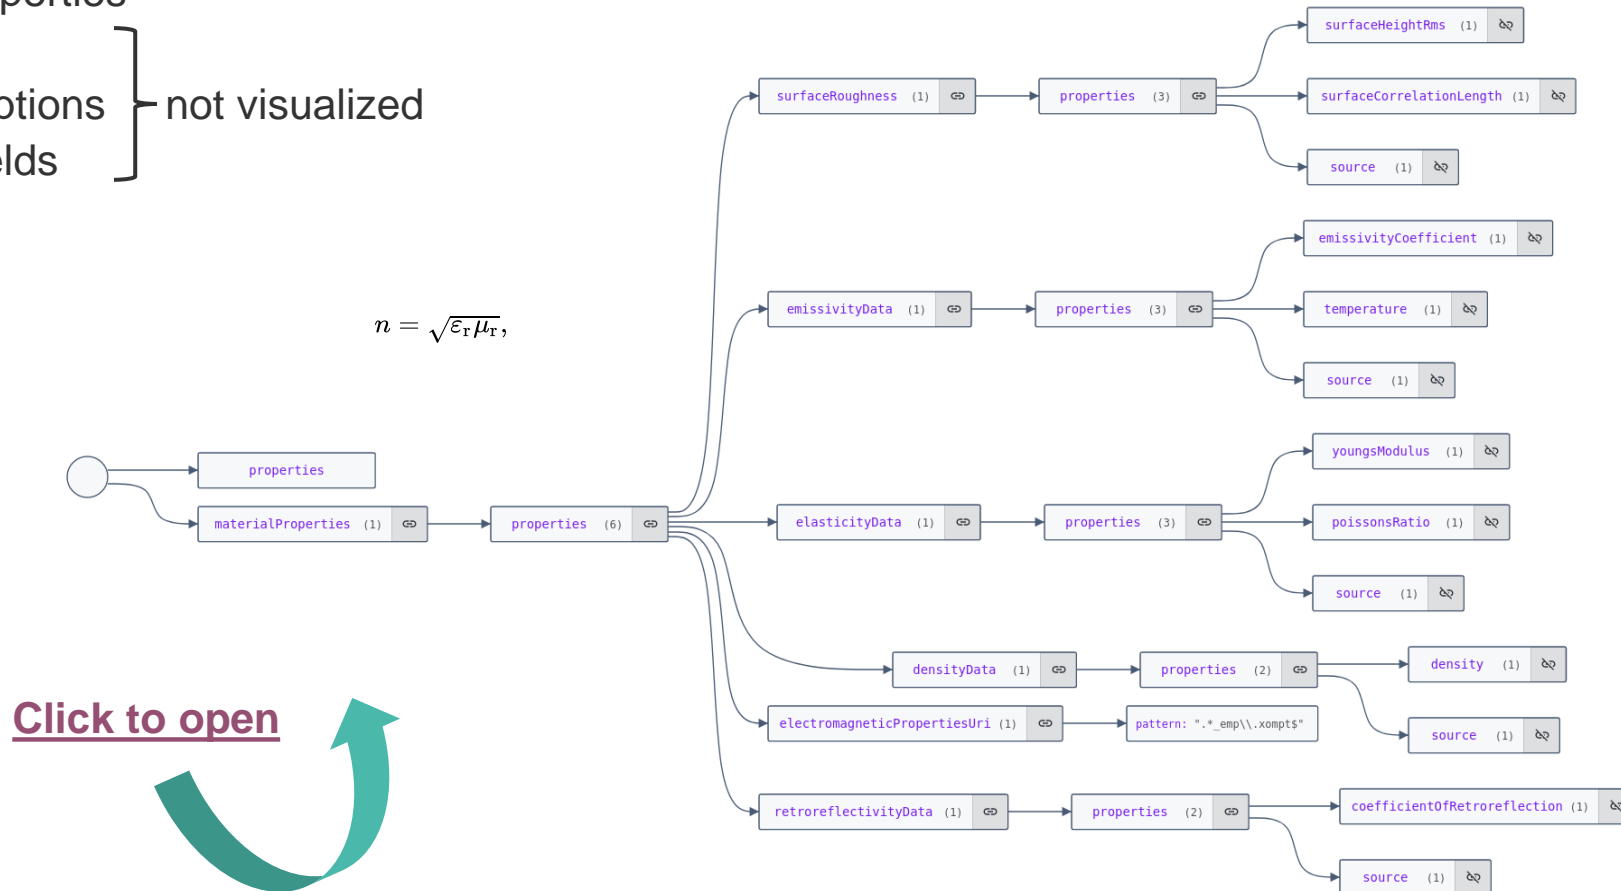 perties
otions
elds
not visualized
n = √εrμr,
Click to open
properties
materialProperties (1)
properties (6)
surfaceRoughness (1)
properties (3)
surfaceHeightRms (1)
surfaceCorrelationLength (1)
source (1)
emissivityData (1)
properties (3)
emissivityCoefficient (1)
temperature (1)
source (1)
elasticityData (1)
properties (3)
youngsModulus (1)
poissonsRatio (1)
source (1)
densityData (1)
properties (2)
density (1)
source (1)
electromagneticPropertiesUri (1)
pattern: ".*_emp\\.xompt$"
retroreflectivityData (1)
properties (2)
coefficientOfRetroreflection (1)
source (1)